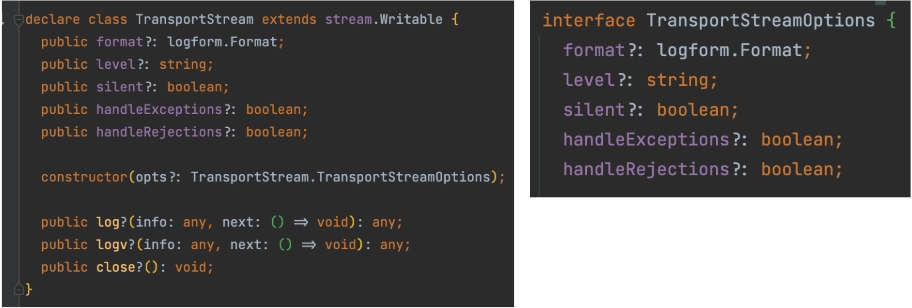 declare class TransportStream extends stream.Writable {
public format?: logform.Format;
public level?: string;
public silent?: boolean;
public handleExceptions?: boolean;
public handleRejections?: boolean;
constructor(opts?: TransportStream.TransportStreamOptions);
public log?(info: any, next: () ⇒ void): any;
public logv?(info: any, next: () ⇒ void): any;
public close?(): void;
}
interface TransportStreamOptions {
format?: logform.Format;
level?: string;
silent?: boolean;
handleExceptions?: boolean;
handleRejections?: boolean;